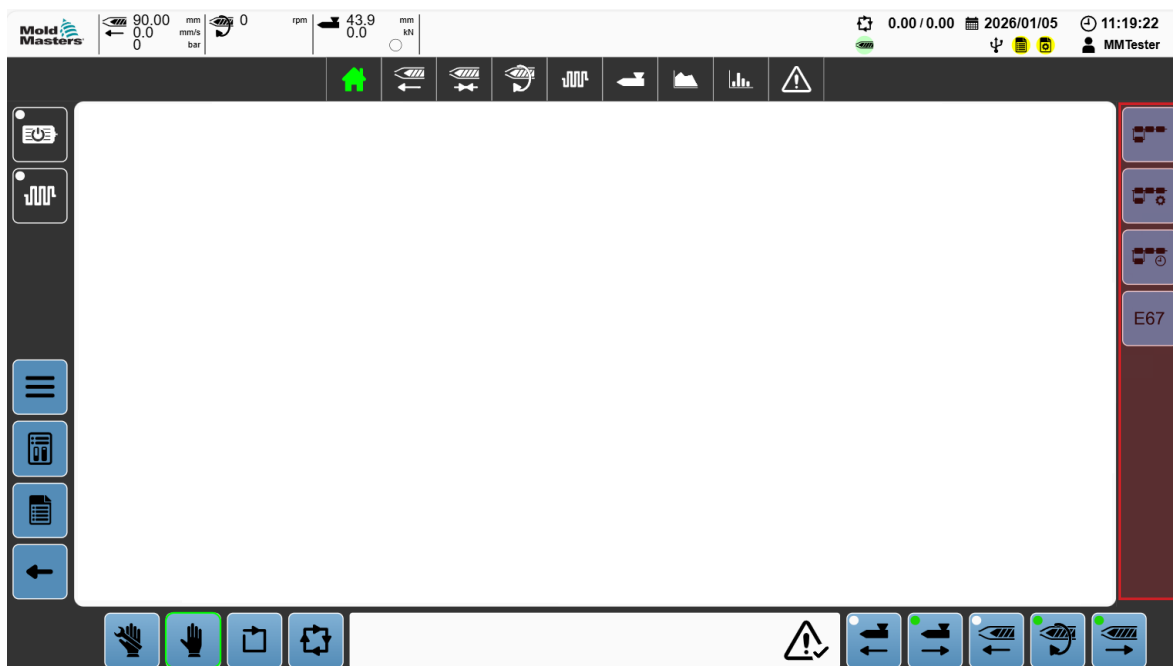 Mold
Masters
90.00 mm
0.0 mm/s
0 bar
0 rpm
43.9 mm
0.0 kN
0.00 / 0.00
2026/01/05
11:19:22
MMTester
E67